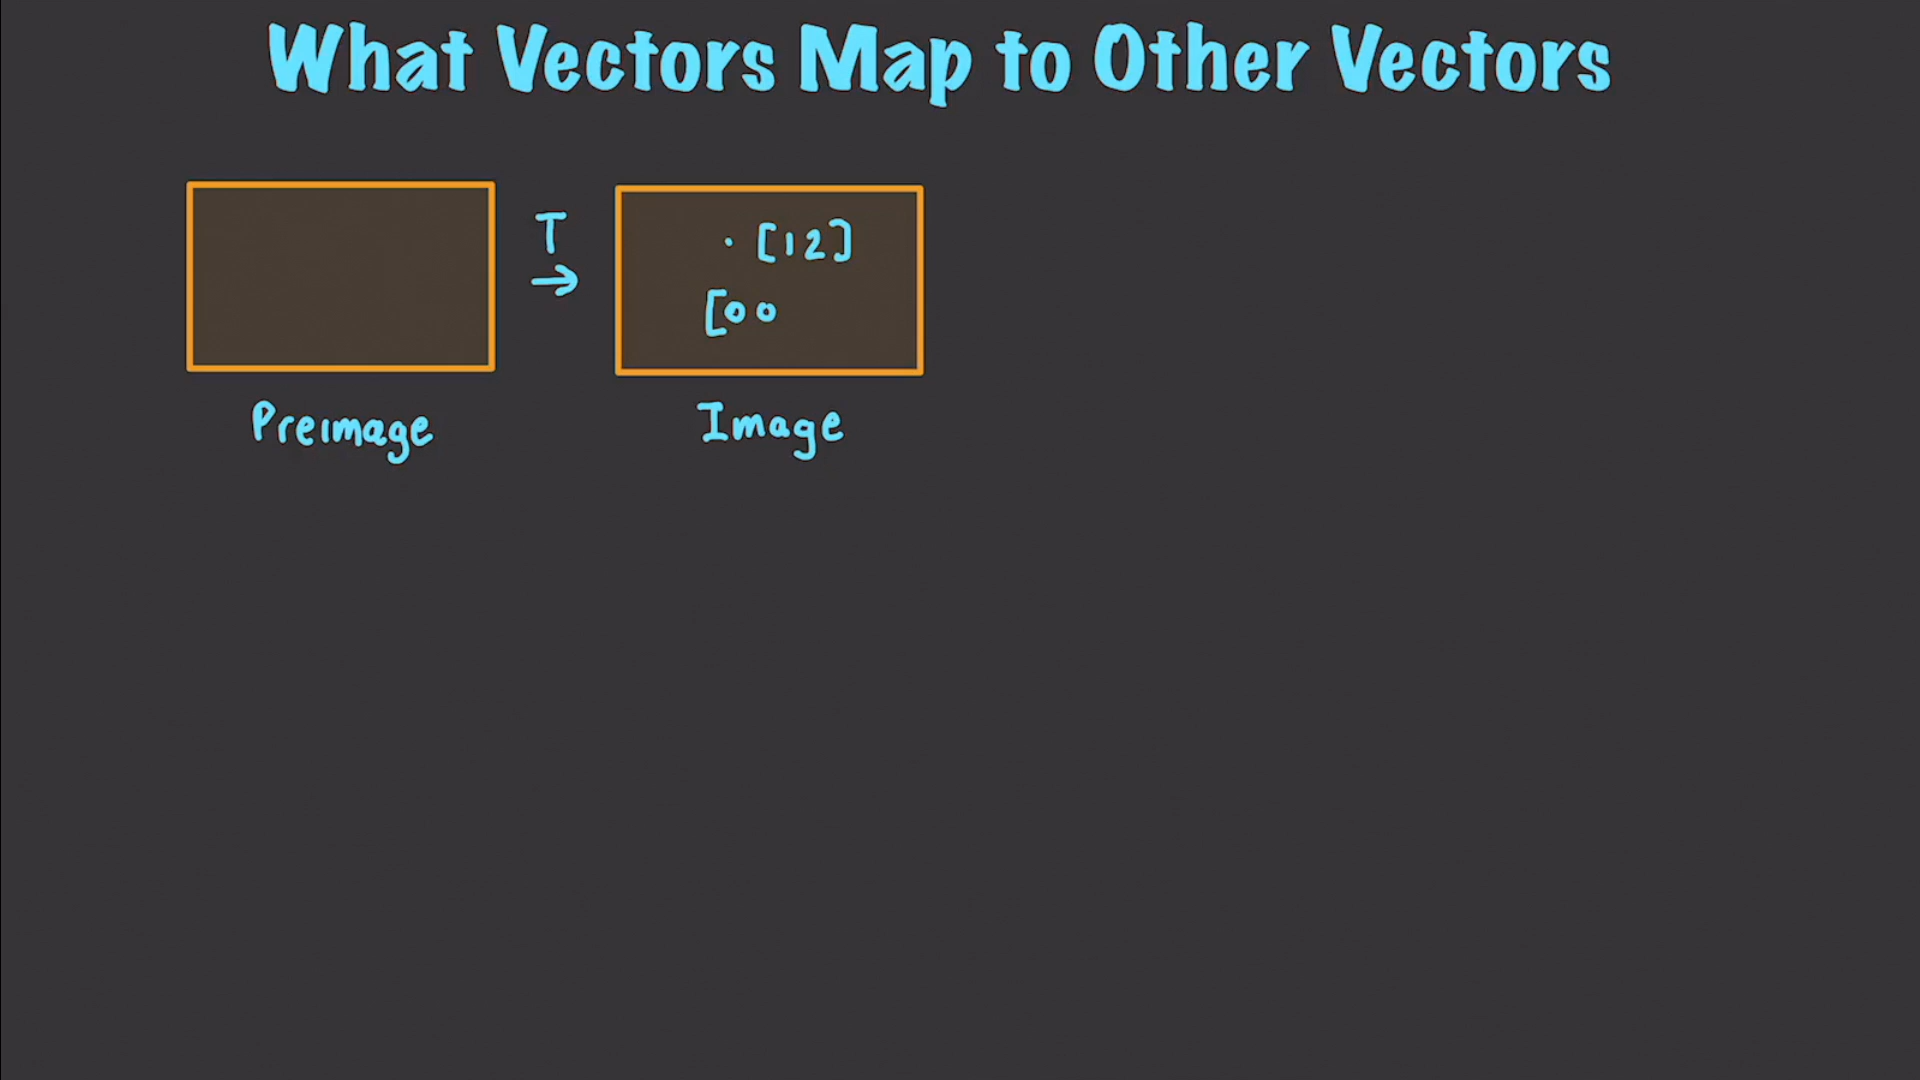 What Vectors Map to Other Vectors
T
→
· [1 2]
[0 0
Preimage
Image